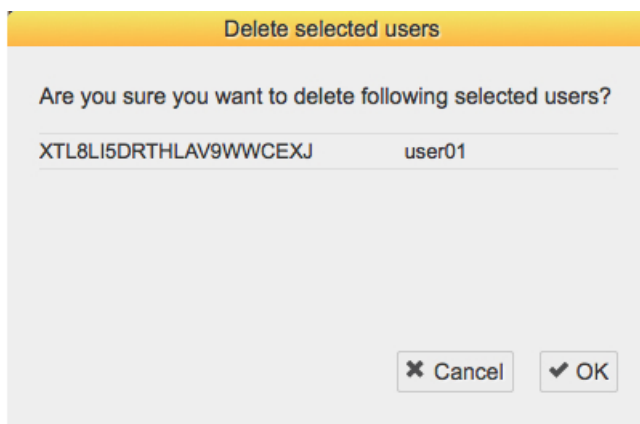 Delete selected users
Are you sure you want to delete following selected users?
XTL8LI5DRTHLAV9WWCEXJ user01
Cancel OK